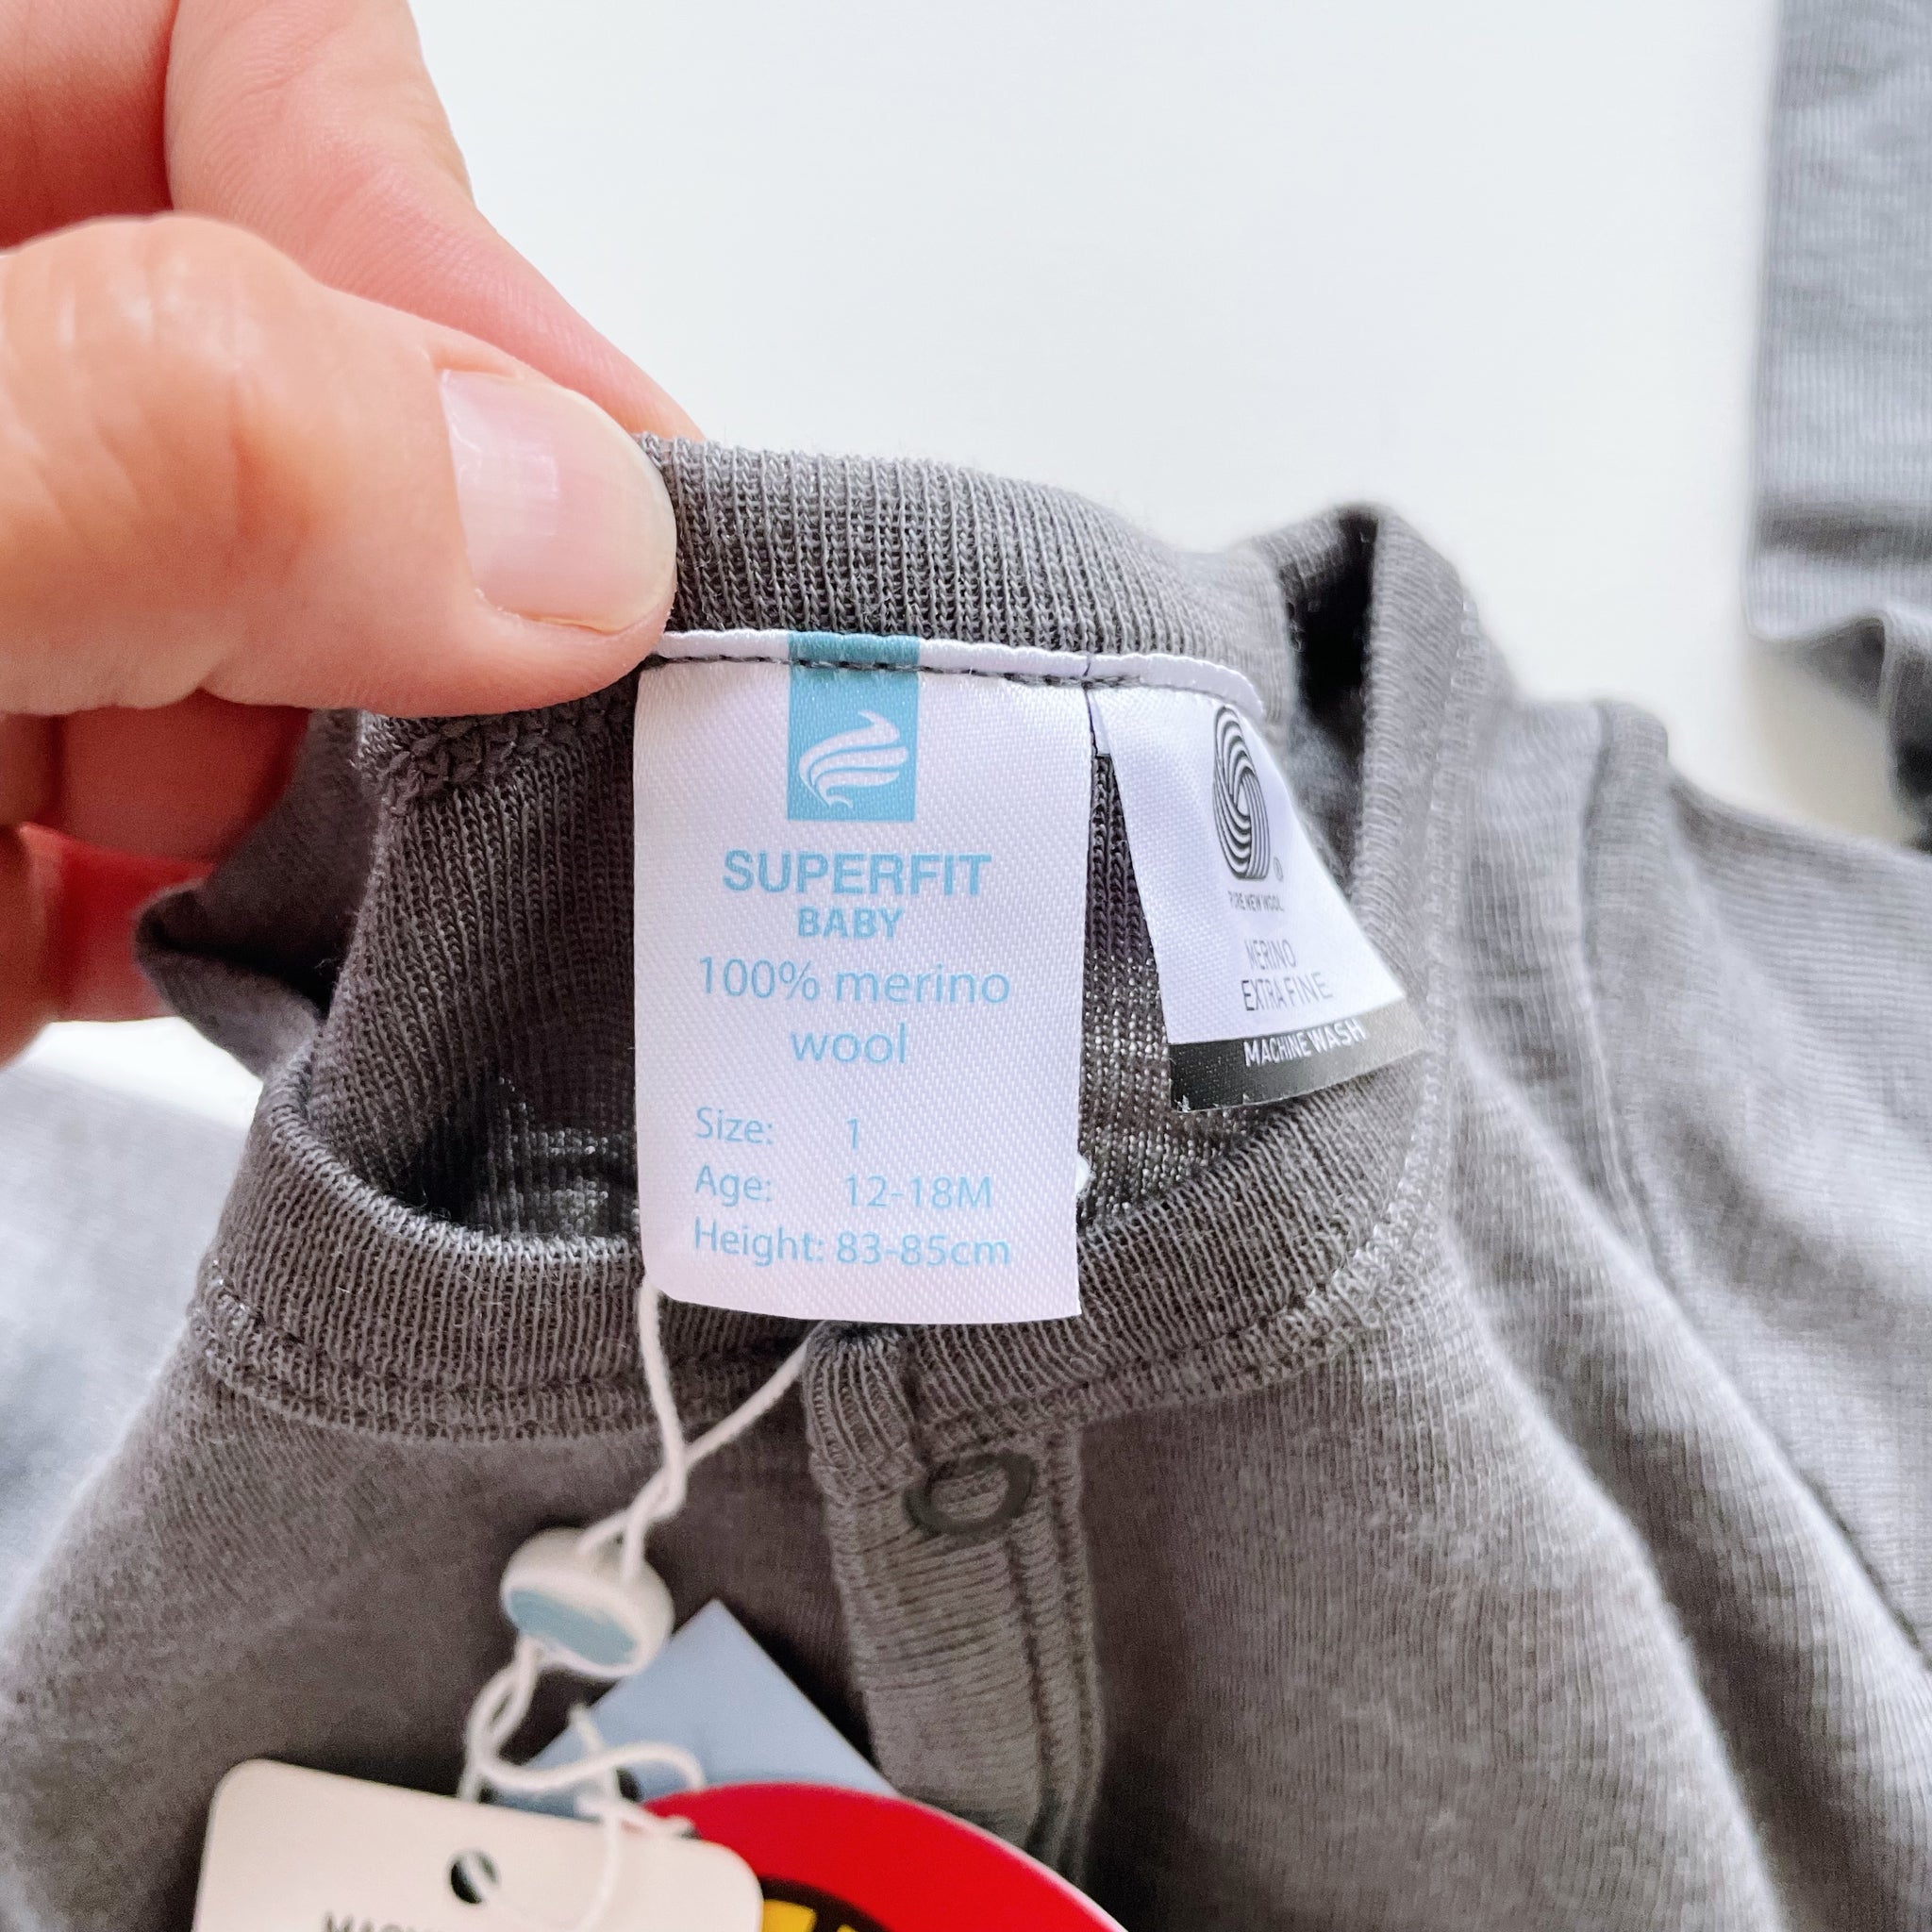 SUPERFIT
BABY
100% merino
wool
Size: 1
Age: 12-18M
Height: 83-85cm
®
PURE NEW WOOL
MERINO
EXTRA FINE
MACHINE WASH